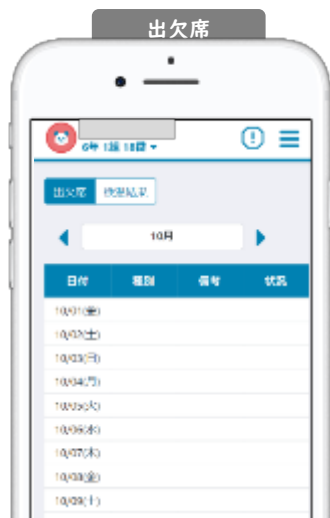 出欠席
6年 1組 18番
出欠席
10月
日付 種別 備考 状況
10/01(金)
10/02(土)
10/03(日)
10/04(月)
10/05(火)
10/06(水)
10/07(木)
10/08(金)
10/09(土)